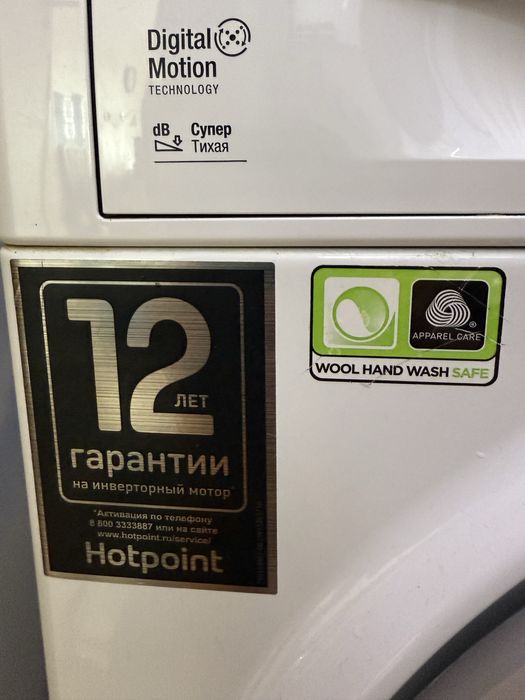 Digital
Motion
TECHNOLOGY
dB Супер
Тихая
12
ЛЕТ
гарантии
на инверторный мотор*
*Активация по телефону
8 800 3333887 или на сайте
www.hotpoint.ru/service/
Hotpoint
APPAREL CARE
®
WOOL HAND WASH SAFE